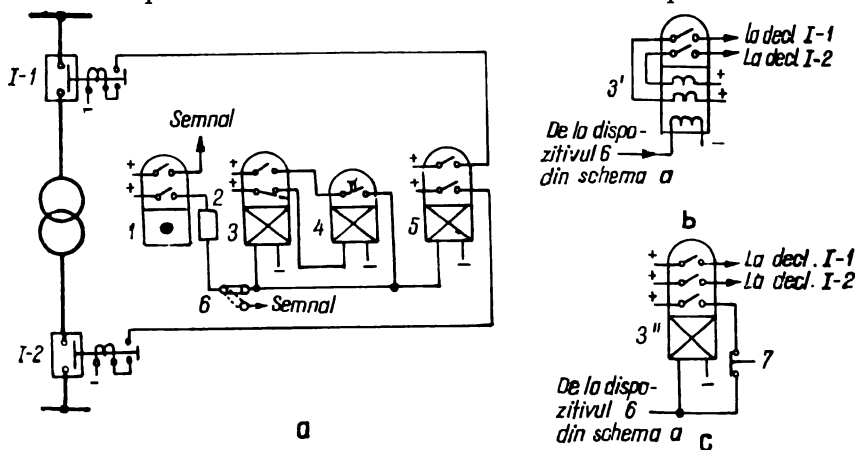 I-1
Semnal
+
+
1
2
+
+
3
4
+
+
5
6
Semnal
I-2
a
La decl I-1
La decl I-2
3'
+
+
De la dispo-
zitivul 6
din schema a
b
+
+
+
La decl. I-1
La decl. I-2
3"
7
De la dispo-
zitivul 6
din schema a
c